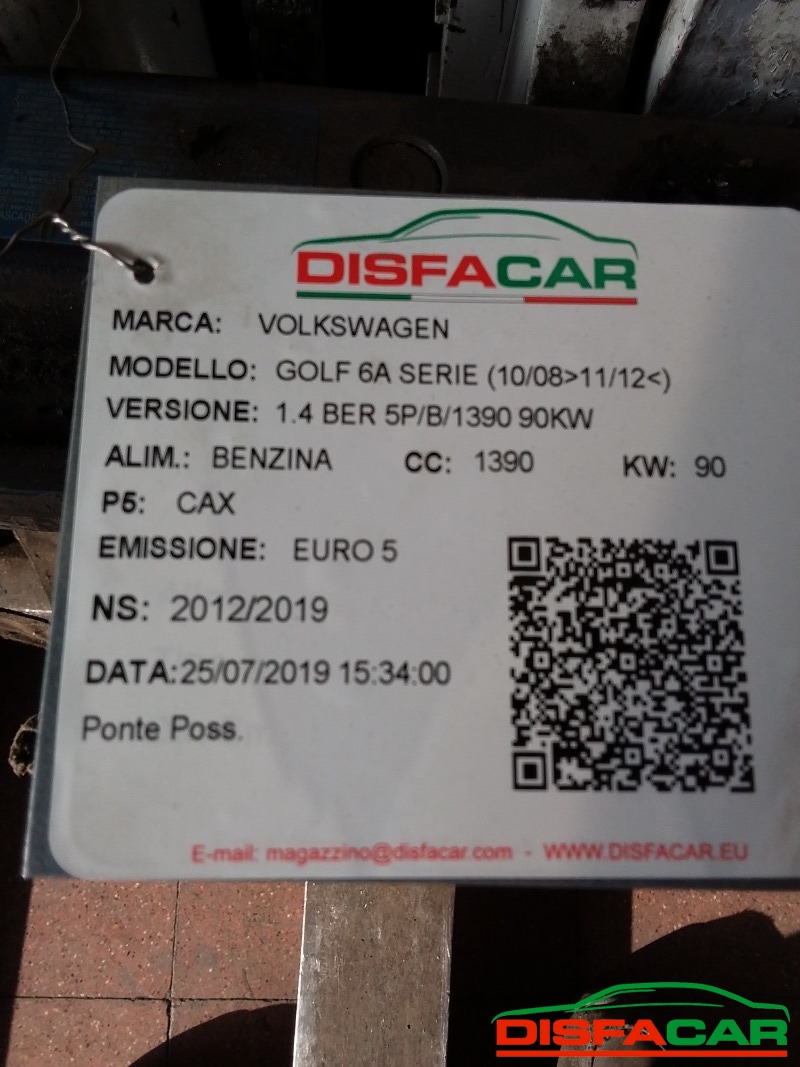 DISFACAR
MARCA: VOLKSWAGEN
MODELLO: GOLF 6A SERIE (10/08>11/12<)
VERSIONE: 1.4 BER 5P/B/1390 90KW
ALIM.: BENZINA CC: 1390 KW: 90
P5: CAX
EMISSIONE: EURO 5
NS: 2012/2019
DATA:25/07/2019 15:34:00
Ponte Poss.
E-mail: magazzino@disfacar.com - WWW.DISFACAR.EU
DISFACAR